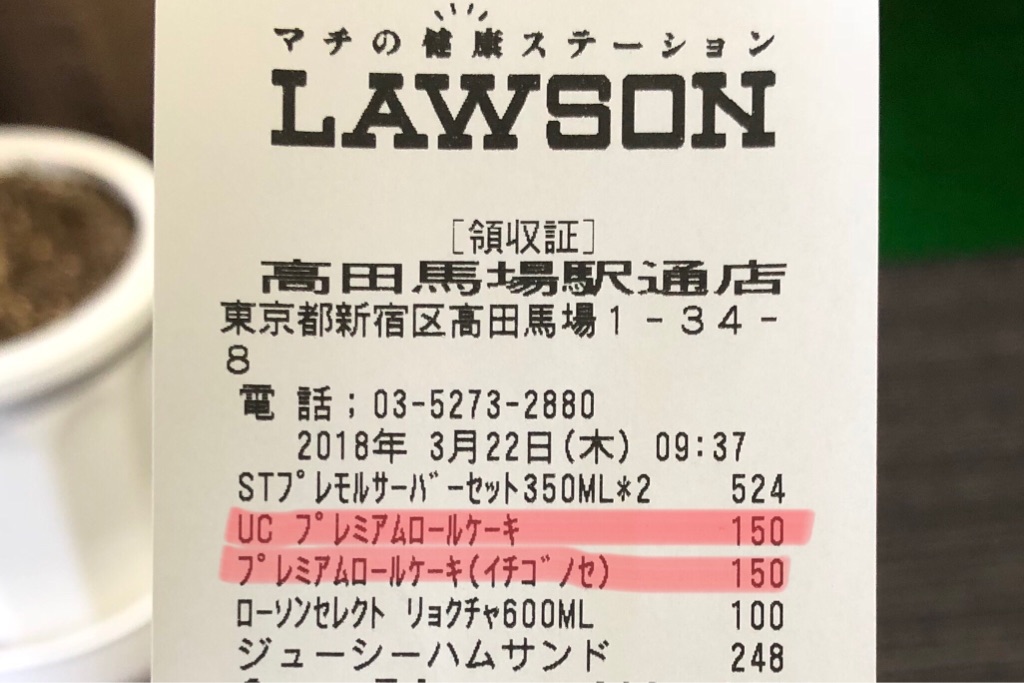 マチの健康ステーション
LAWSON
[領収証]
高田馬場駅通店
東京都新宿区高田馬場1-34-
8
電 話;03-5273-2880
2018年 3月22日(木) 09:37
STプレモルサーバーセット350ML*2 524
UC プレミアムロールケーキ 150
プレミアムロールケーキ(イチゴノセ) 150
ローソンセレクト リョクチャ600ML 100
ジューシーハムサンド 248